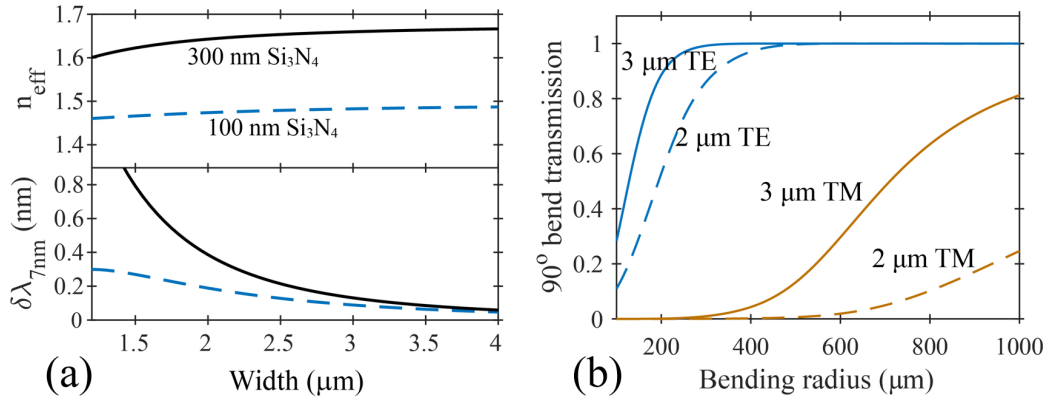 1.7
1.6
1.5
1.4
n_eff
300 nm Si₃N₄
100 nm Si₃N₄
0.8
0.6
0.4
0.2
0
δλ_7nm (nm)
1.5 2 2.5 3 3.5 4
Width (μm)
(a)
1
0.8
0.6
0.4
0.2
0
90° bend transmission
3 μm TE
2 μm TE
3 μm TM
2 μm TM
200 400 600 800 1000
Bending radius (μm)
(b)